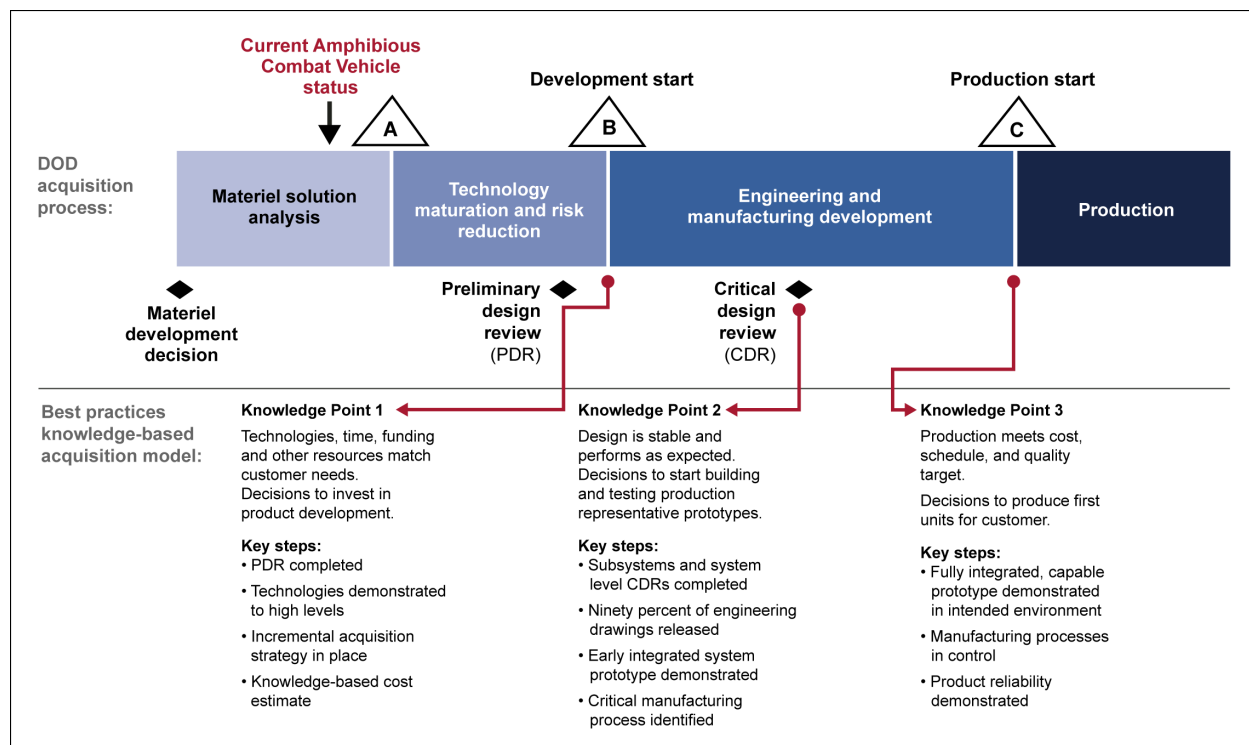 Current Amphibious
Combat Vehicle
status
Development start
Production start
A
B
C
DOD
acquisition
process:
Materiel solution
analysis
Technology
maturation and risk
reduction
Engineering and
manufacturing development
Production
Materiel
development
decision
Preliminary
design
review
(PDR)
Critical
design
review
(CDR)
Best practices
knowledge-based
acquisition model:
Knowledge Point 1
Technologies, time, funding
and other resources match
customer needs.
Decisions to invest in
product development.
Key steps:
• PDR completed
• Technologies demonstrated
to high levels
• Incremental acquisition
strategy in place
• Knowledge-based cost
estimate
Knowledge Point 2
Design is stable and
performs as expected.
Decisions to start building
and testing production
representative prototypes.
Key steps:
• Subsystems and system
level CDRs completed
• Ninety percent of engineering
drawings released
• Early integrated system
prototype demonstrated
• Critical manufacturing
process identified
Knowledge Point 3
Production meets cost,
schedule, and quality
target.
Decisions to produce first
units for customer.
Key steps:
• Fully integrated, capable
prototype demonstrated
in intended environment
• Manufacturing processes
in control
• Product reliability
demonstrated